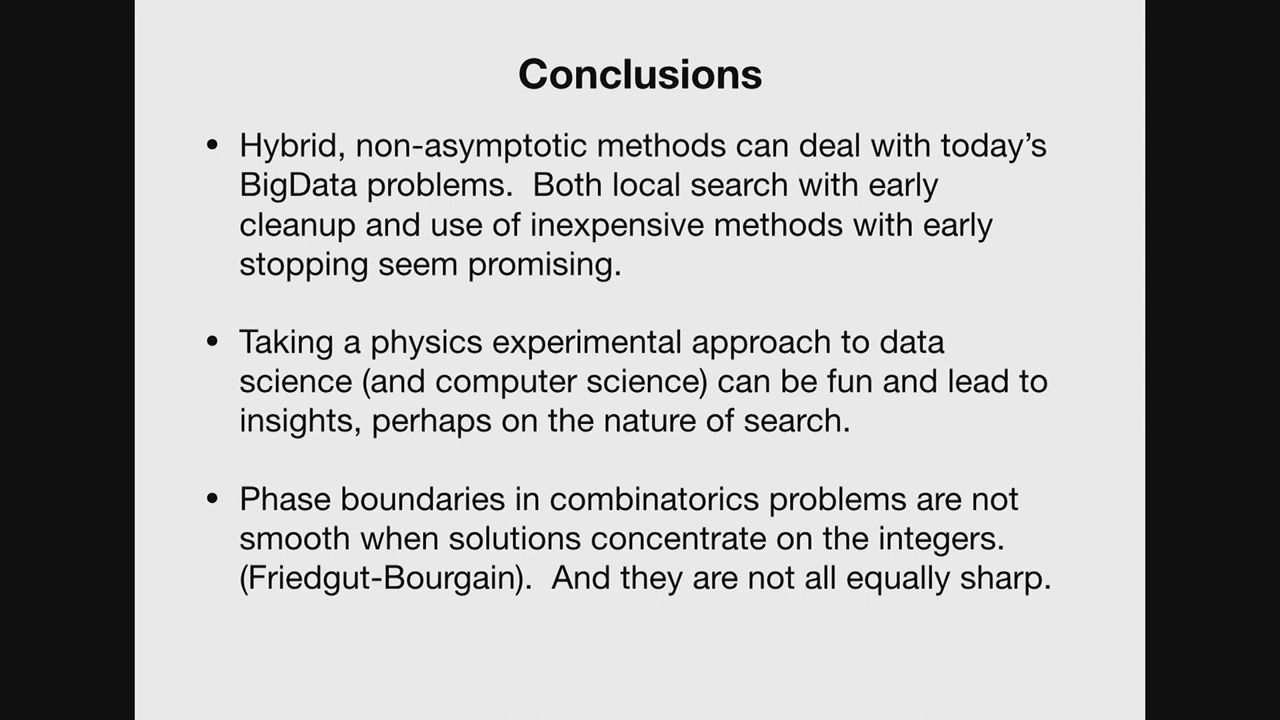 Conclusions
• Hybrid, non-asymptotic methods can deal with today’s
BigData problems.  Both local search with early
cleanup and use of inexpensive methods with early
stopping seem promising.
• Taking a physics experimental approach to data
science (and computer science) can be fun and lead to
insights, perhaps on the nature of search.
• Phase boundaries in combinatorics problems are not
smooth when solutions concentrate on the integers.
(Friedgut-Bourgain).  And they are not all equally sharp.